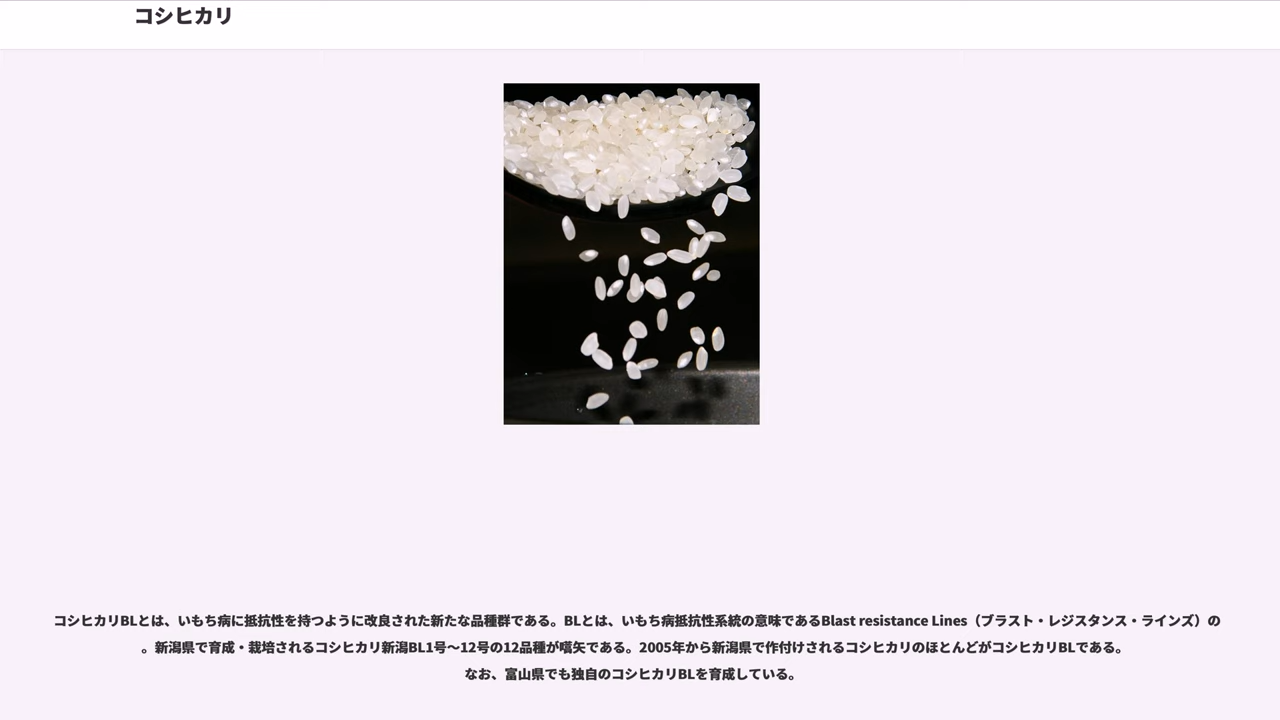 コシヒカリ
コシヒカリBLとは、いもち病に抵抗性を持つように改良された新たな品種群である。BLとは、いもち病抵抗性系統の意味であるBlast resistance Lines（ブラスト・レジスタンス・ラインズ）の
。新潟県で育成・栽培されるコシヒカリ新潟BL1号〜12号の12品種が嚆矢である。2005年から新潟県で作付けされるコシヒカリのほとんどがコシヒカリBLである。
なお、富山県でも独自のコシヒカリBLを育成している。